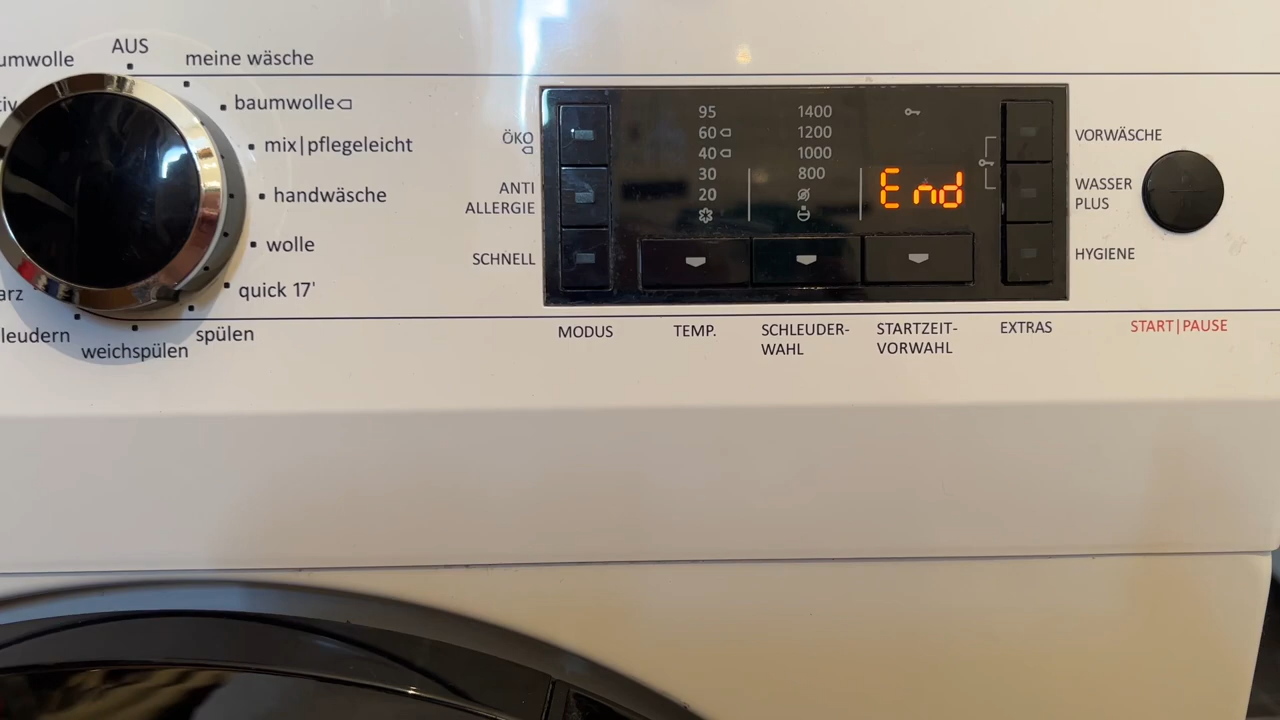 AUS
umwolle
meine wäsche
tiv
baumwolle
mix|pflegeleicht
handwäsche
wolle
quick 17'
arz
spülen
leudern
weichspülen
ÖKO
ANTI
ALLERGIE
SCHNELL
95
60
40
30
20
1400
1200
1000
800
End
VORWÄSCHE
WASSER
PLUS
HYGIENE
MODUS
TEMP.
SCHLEUDER-
WAHL
STARTZEIT-
VORWAHL
EXTRAS
START|PAUSE